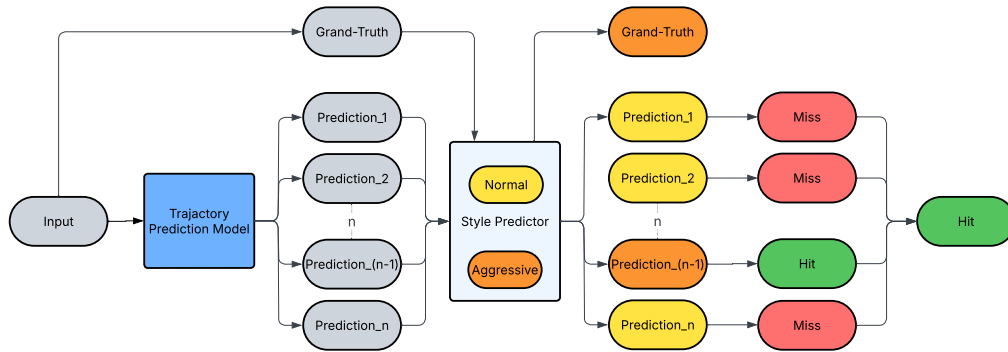 Grand-Truth
Grand-Truth
Prediction_1
Prediction_1
Miss
Prediction_2
Normal
Prediction_2
Miss
Input
Trajactory
Prediction Model
n
Style Predictor
n
Hit
Prediction_(n-1)
Aggressive
Prediction_(n-1)
Hit
Prediction_n
Prediction_n
Miss